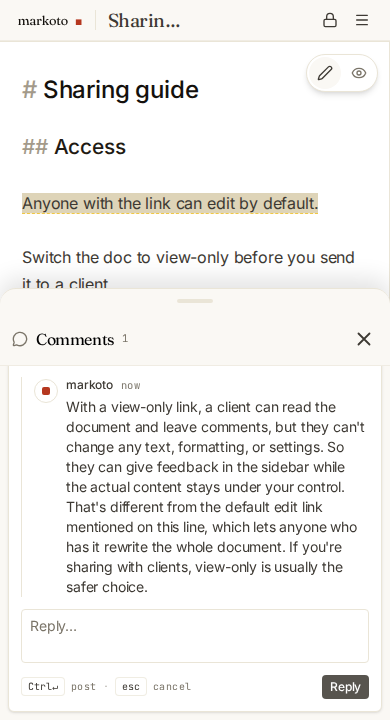 markoto
Sharin...
# Sharing guide
## Access
Anyone with the link can edit by default.
Switch the doc to view-only before you send
it to a client
Comments 1
markoto now
With a view-only link, a client can read the
document and leave comments, but they can't
change any text, formatting, or settings. So
they can give feedback in the sidebar while
the actual content stays under your control.
That's different from the default edit link
mentioned on this line, which lets anyone who
has it rewrite the whole document. If you're
sharing with clients, view-only is usually the
safer choice.
Reply...
Ctrl↵ post · esc cancel
Reply